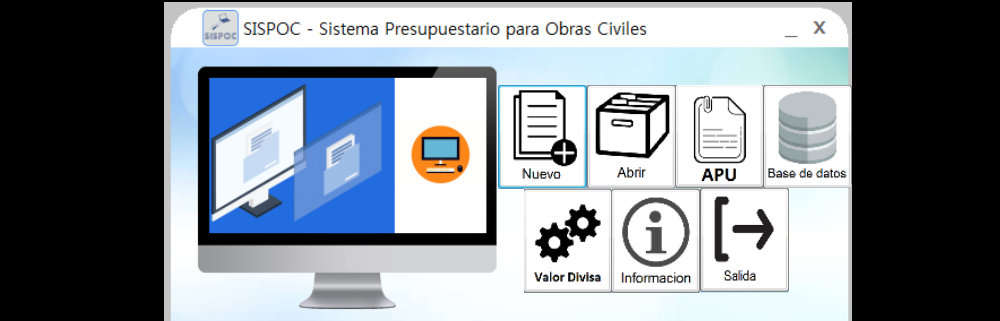 SISPOC
SISPOC - Sistema Presupuestario para Obras Civiles
_ X
Nuevo
Abrir
APU
Base de datos
Valor Divisa
Informacion
Salida